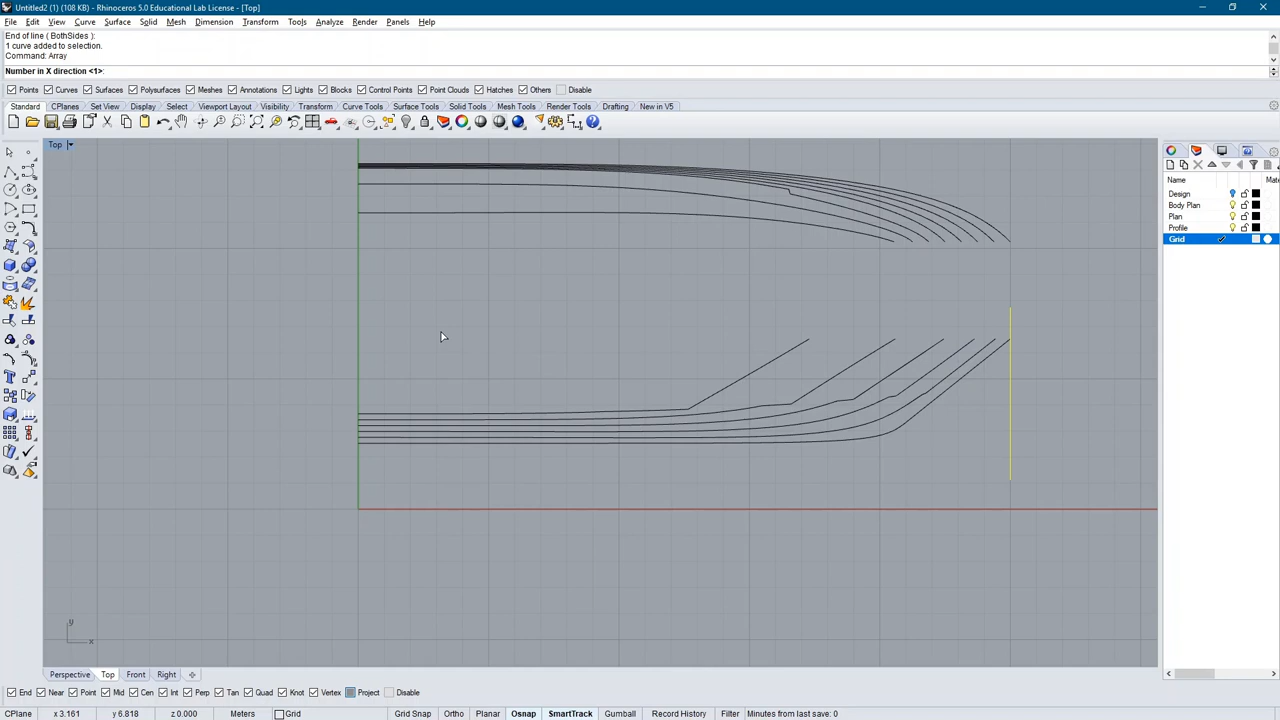 Untitled2 (1) (108 KB) - Rhinoceros 5.0 Educational Lab License - [Top]
File Edit View Curve Surface Solid Mesh Dimension Transform Tools Analyze Render Panels Help
End of line ( BothSides ):
1 curve added to selection.
Command: Array
Number in X direction <1>:
Points Curves Surfaces Polysurfaces Meshes Annotations Lights Blocks Control Points Point Clouds Hatches Others Disable
Standard CPlanes Set View Display Select Viewport Layout Visibility Transform Curve Tools Surface Tools Solid Tools Mesh Tools Render Tools Drafting New in V5
Top
Name Mate
Design
Body Plan
Plan
Profile
Grid
y
x
Perspective Top Front Right
End Near Point Mid Cen Int Perp Tan Quad Knot Vertex Project Disable
CPlane x 3.161 y 6.818 z 0.000 Meters Grid Grid Snap Ortho Planar Osnap SmartTrack Gumball Record History Filter Minutes from last save: 0